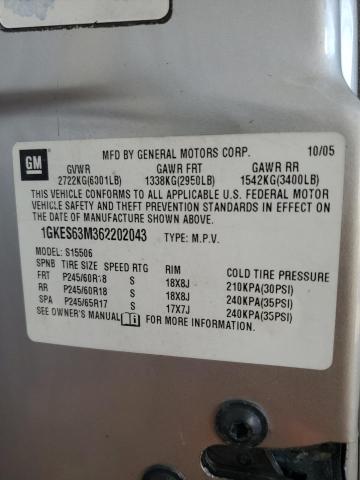 GM
MFD BY GENERAL MOTORS CORP. 10/05
GVWR GAWR FRT GAWR RR
2722KG(6001LB) 1338KG(2950LB) 1542KG(3400LB)
THIS VEHICLE CONFORMS TO ALL APPLICABLE U.S. FEDERAL MOTOR
VEHICLE SAFETY AND THEFT PREVENTION STANDARDS IN EFFECT ON
THE DATE OF MANUFACTURE SHOWN ABOVE.
1GKES63M362202043 TYPE: M.P.V.
MODEL: S15506
SPNB TIRE SIZE SPEED RTG RIM COLD TIRE PRESSURE
FRT P245/60R18 S 18X8J 210KPA(30PSI)
RR P245/60R18 S 18X8J 240KPA(35PSI)
SPA P245/65R17 S 17X7J 240KPA(35PSI)
SEE OWNER'S MANUAL FOR MORE INFORMATION.